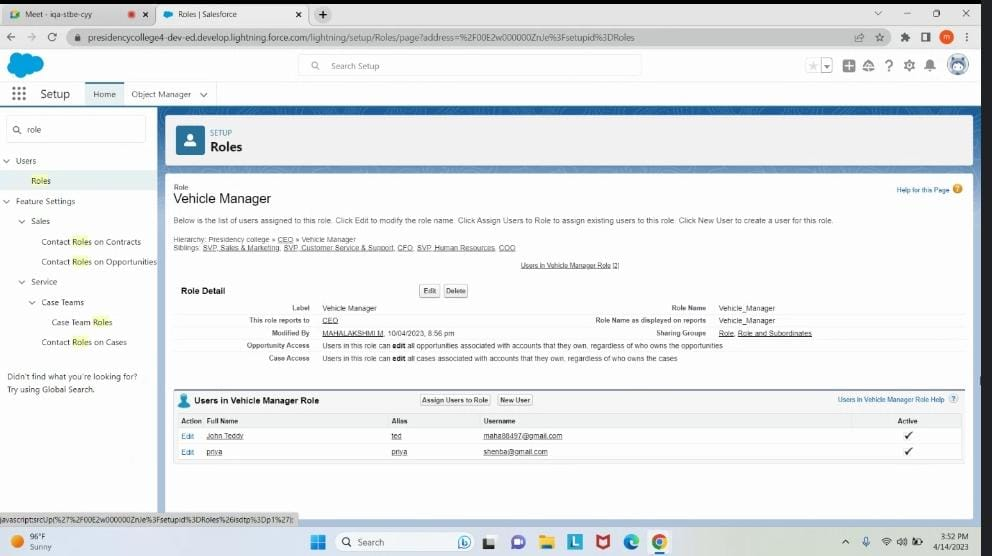 Meet - iqa-stbe-cyy
Roles | Salesforce
presidencycollege4-dev-ed.develop.lightning.force.com/lightning/setup/Roles/page?address=%2F00E2w000000ZnJe%3Fsetupid%3DRoles
m
Search Setup
Setup
Home
Object Manager
role
Users
Roles
Feature Settings
Sales
Contact Roles on Contracts
Contact Roles on Opportunities
Service
Case Teams
Case Team Roles
Contact Roles on Cases
Didn't find what you're looking for?
Try using Global Search.
SETUP
Roles
Role
Vehicle Manager
Help for this Page
Below is the list of users assigned to this role. Click Edit to modify the role name. Click Assign Users to Role to assign existing users to this role. Click New User to create a user for this role.
Hierarchy: Presidency college » CEO » Vehicle Manager
Siblings: SVP, Sales & Marketing, SVP, Customer Service & Support, CFO, SVP, Human Resources, COO
Users in Vehicle Manager Role [2]
Role Detail
Edit Delete
Label Vehicle Manager Role Name Vehicle_Manager
This role reports to CEO Role Name as displayed on reports Vehicle_Manager
Modified By MAHALAKSHMI M, 10/04/2023, 8:56 pm Sharing Groups Role, Role and Subordinates
Opportunity Access Users in this role can edit all opportunities associated with accounts that they own, regardless of who owns the opportunities
Case Access Users in this role can edit all cases associated with accounts that they own, regardless of who owns the cases
Users in Vehicle Manager Role
Assign Users to Role New User
Users in Vehicle Manager Role Help ?
Action Full Name Alias Username Active
Edit John Teddy ted maha88497@gmail.com
Edit priya priya shenba@gmail.com
javascript:srcUp(%27%2F00E2w000000ZnJe%3Fsetupid%3DRoles%26isdtp%3Dp1%27);
96°F
Sunny
Search
3:52 PM
4/14/2023